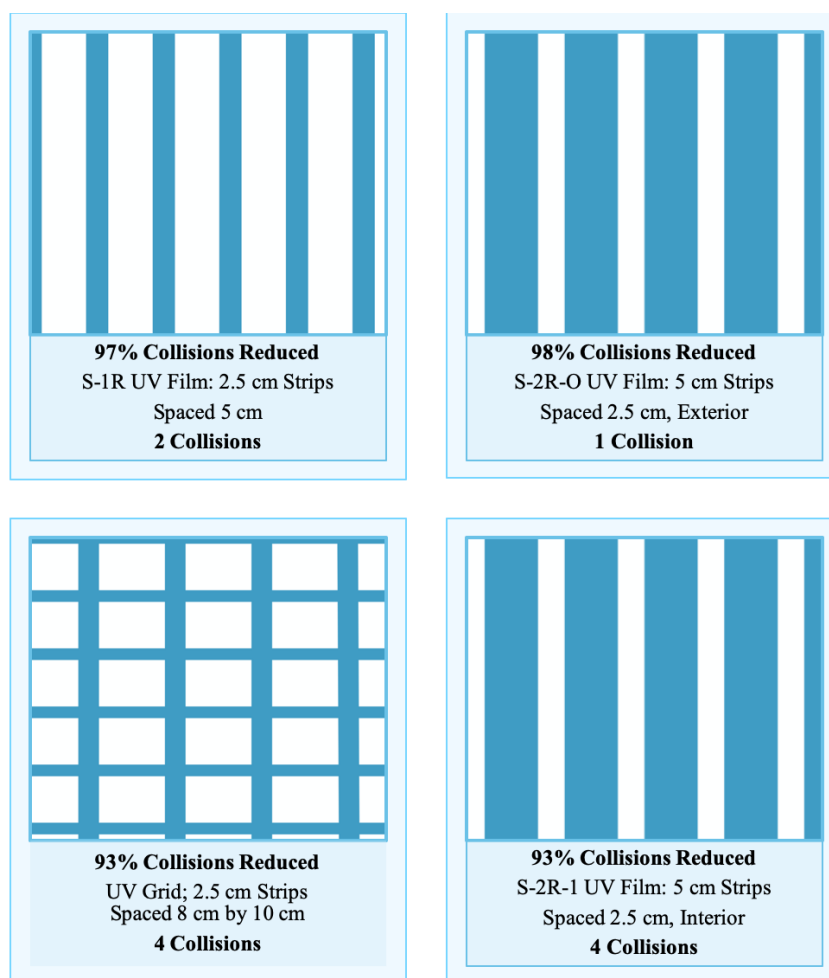 97% Collisions Reduced
S-1R UV Film: 2.5 cm Strips
Spaced 5 cm
2 Collisions
98% Collisions Reduced
S-2R-O UV Film: 5 cm Strips
Spaced 2.5 cm, Exterior
1 Collision
93% Collisions Reduced
UV Grid; 2.5 cm Strips
Spaced 8 cm by 10 cm
4 Collisions
93% Collisions Reduced
S-2R-1 UV Film: 5 cm Strips
Spaced 2.5 cm, Interior
4 Collisions